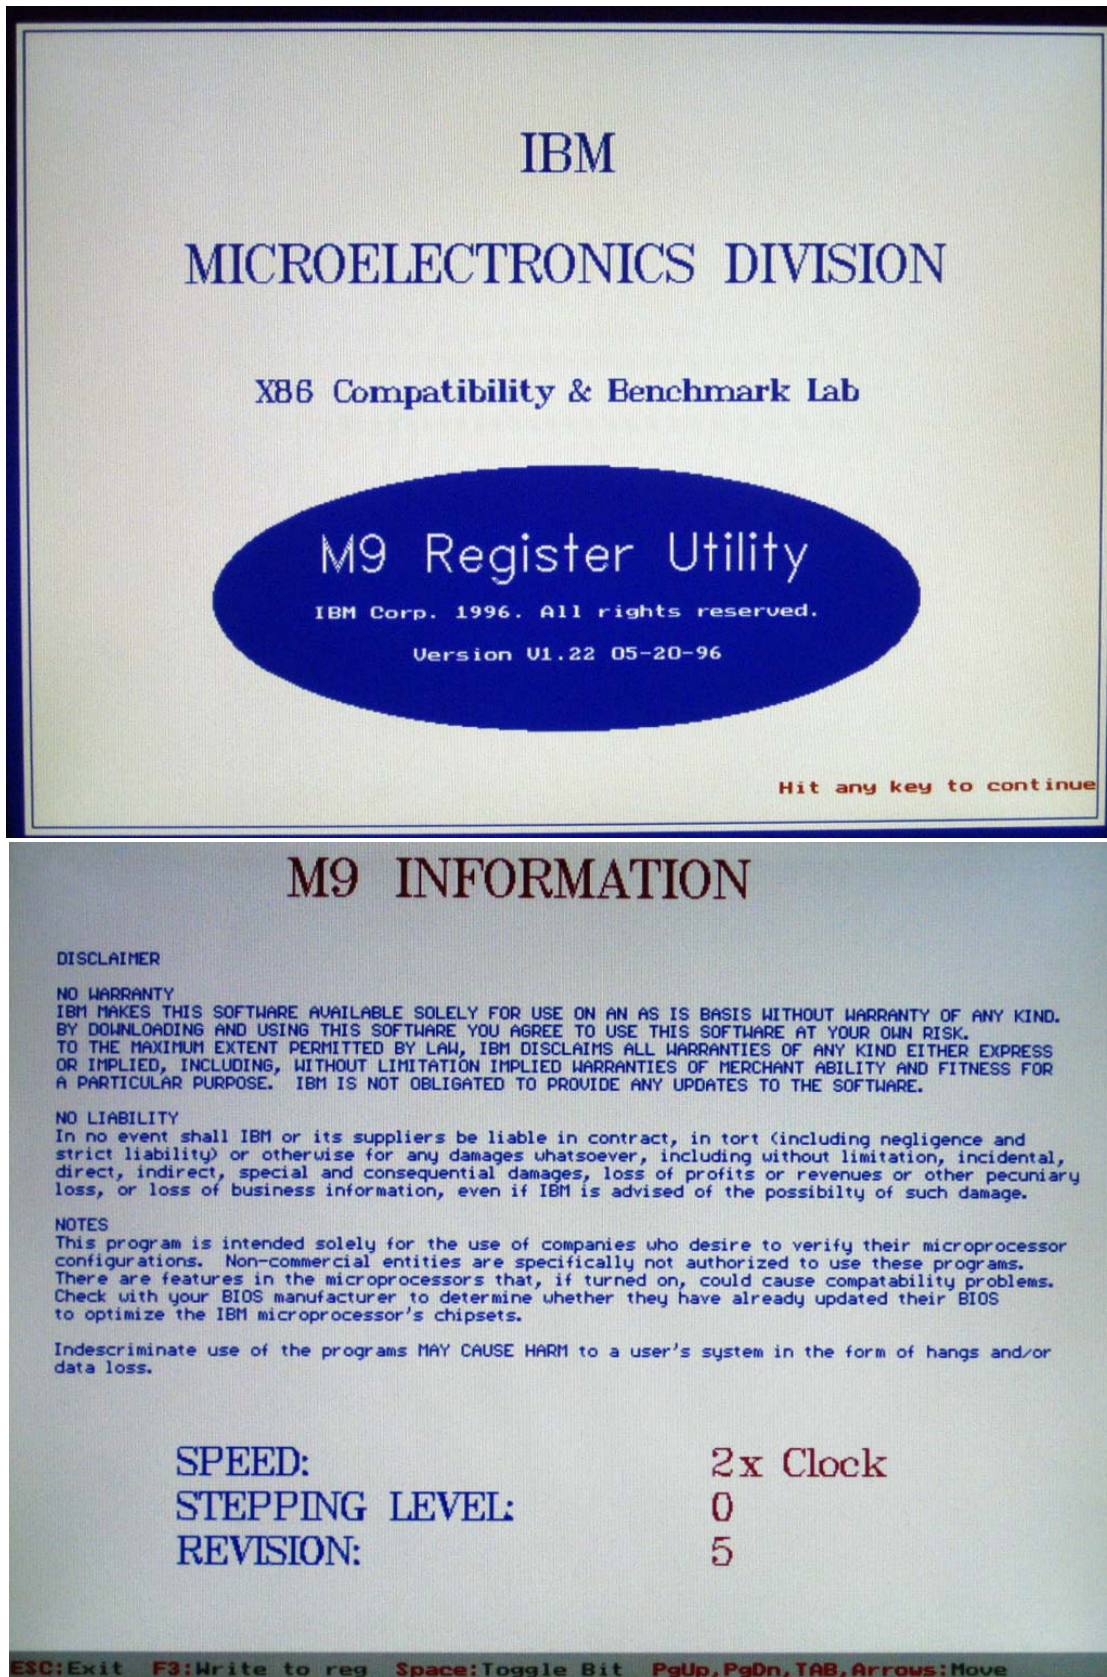 IBM
MICROELECTRONICS DIVISION
X86 Compatibility & Benchmark Lab
M9 Register Utility
IBM Corp. 1996. All rights reserved.
Version V1.22 05-20-96
Hit any key to continue
M9 INFORMATION
DISCLAIMER
NO WARRANTY
IBM MAKES THIS SOFTWARE AVAILABLE SOLELY FOR USE ON AN AS IS BASIS WITHOUT WARRANTY OF ANY KIND.
BY DOWNLOADING AND USING THIS SOFTWARE YOU AGREE TO USE THIS SOFTWARE AT YOUR OWN RISK.
TO THE MAXIMUM EXTENT PERMITTED BY LAW, IBM DISCLAIMS ALL WARRANTIES OF ANY KIND EITHER EXPRESS
OR IMPLIED, INCLUDING, WITHOUT LIMITATION IMPLIED WARRANTIES OF MERCHANT ABILITY AND FITNESS FOR
A PARTICULAR PURPOSE. IBM IS NOT OBLIGATED TO PROVIDE ANY UPDATES TO THE SOFTWARE.
NO LIABILITY
In no event shall IBM or its suppliers be liable in contract, in tort (including negligence and
strict liability) or otherwise for any damages whatsoever, including without limitation, incidental,
direct, indirect, special and consequential damages, loss of profits or revenues or other pecuniary
loss, or loss of business information, even if IBM is advised of the possibilty of such damage.
NOTES
This program is intended solely for the use of companies who desire to verify their microprocessor
configurations. Non-commercial entities are specifically not authorized to use these programs.
There are features in the microprocessors that, if turned on, could cause compatability problems.
Check with your BIOS manufacturer to determine whether they have already updated their BIOS
to optimize the IBM microprocessor's chipsets.
Indescriminate use of the programs MAY CAUSE HARM to a user's system in the form of hangs and/or
data loss.
SPEED: 2x Clock
STEPPING LEVEL: 0
REVISION: 5
ESC:Exit F3:Write to reg Space:Toggle Bit PgUp,PgDn,TAB,Arrows:Move